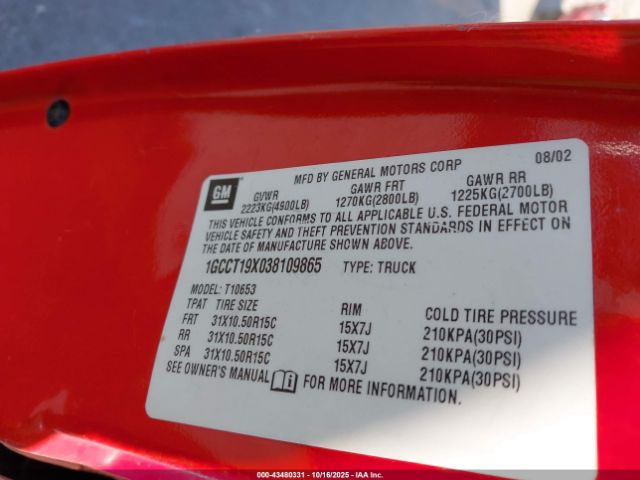 MFD BY GENERAL MOTORS CORP 08/02
GM
GVWR GAWR FRT GAWR RR
2223KG(4900LB) 1270KG(2800LB) 1225KG(2700LB)
THIS VEHICLE CONFORMS TO ALL APPLICABLE U.S. FEDERAL MOTOR
VEHICLE SAFETY AND THEFT PREVENTION STANDARDS IN EFFECT ON
THE DATE OF MANUFACTURE SHOWN ABOVE.
1GCCT19X038109865 TYPE: TRUCK
MODEL: T10653
TPAT TIRE SIZE RIM COLD TIRE PRESSURE
FRT 31X10.50R15C 15X7J 210KPA(30PSI)
RR 31X10.50R15C 15X7J 210KPA(30PSI)
SPA 31X10.50R15C 15X7J 210KPA(30PSI)
SEE OWNER'S MANUAL FOR MORE INFORMATION.
000-43480331 - 10/16/2025 - IAAI.com